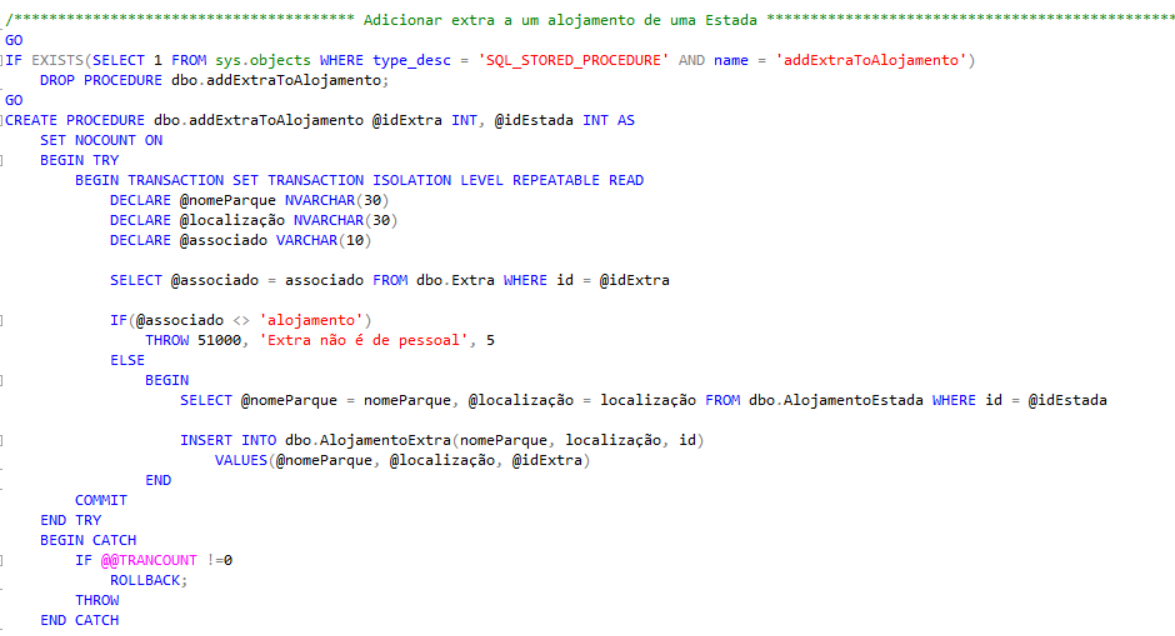 /************************************** Adicionar extra a um alojamento de uma Estada **********************************************
GO
IF EXISTS(SELECT 1 FROM sys.objects WHERE type_desc = 'SQL_STORED_PROCEDURE' AND name = 'addExtraToAlojamento')
    DROP PROCEDURE dbo.addExtraToAlojamento;
GO
CREATE PROCEDURE dbo.addExtraToAlojamento @idExtra INT, @idEstada INT AS
    SET NOCOUNT ON
    BEGIN TRY
        BEGIN TRANSACTION SET TRANSACTION ISOLATION LEVEL REPEATABLE READ
            DECLARE @nomeParque NVARCHAR(30)
            DECLARE @localização NVARCHAR(30)
            DECLARE @associado VARCHAR(10)
            SELECT @associado = associado FROM dbo.Extra WHERE id = @idExtra
            IF(@associado <> 'alojamento')
                THROW 51000, 'Extra não é de pessoal', 5
            ELSE
                BEGIN
                    SELECT @nomeParque = nomeParque, @localização = localização FROM dbo.AlojamentoEstada WHERE id = @idEstada
                    INSERT INTO dbo.AlojamentoExtra(nomeParque, localização, id)
                        VALUES(@nomeParque, @localização, @idExtra)
                END
        COMMIT
    END TRY
    BEGIN CATCH
        IF @@TRANCOUNT !=0
            ROLLBACK;
        THROW
    END CATCH